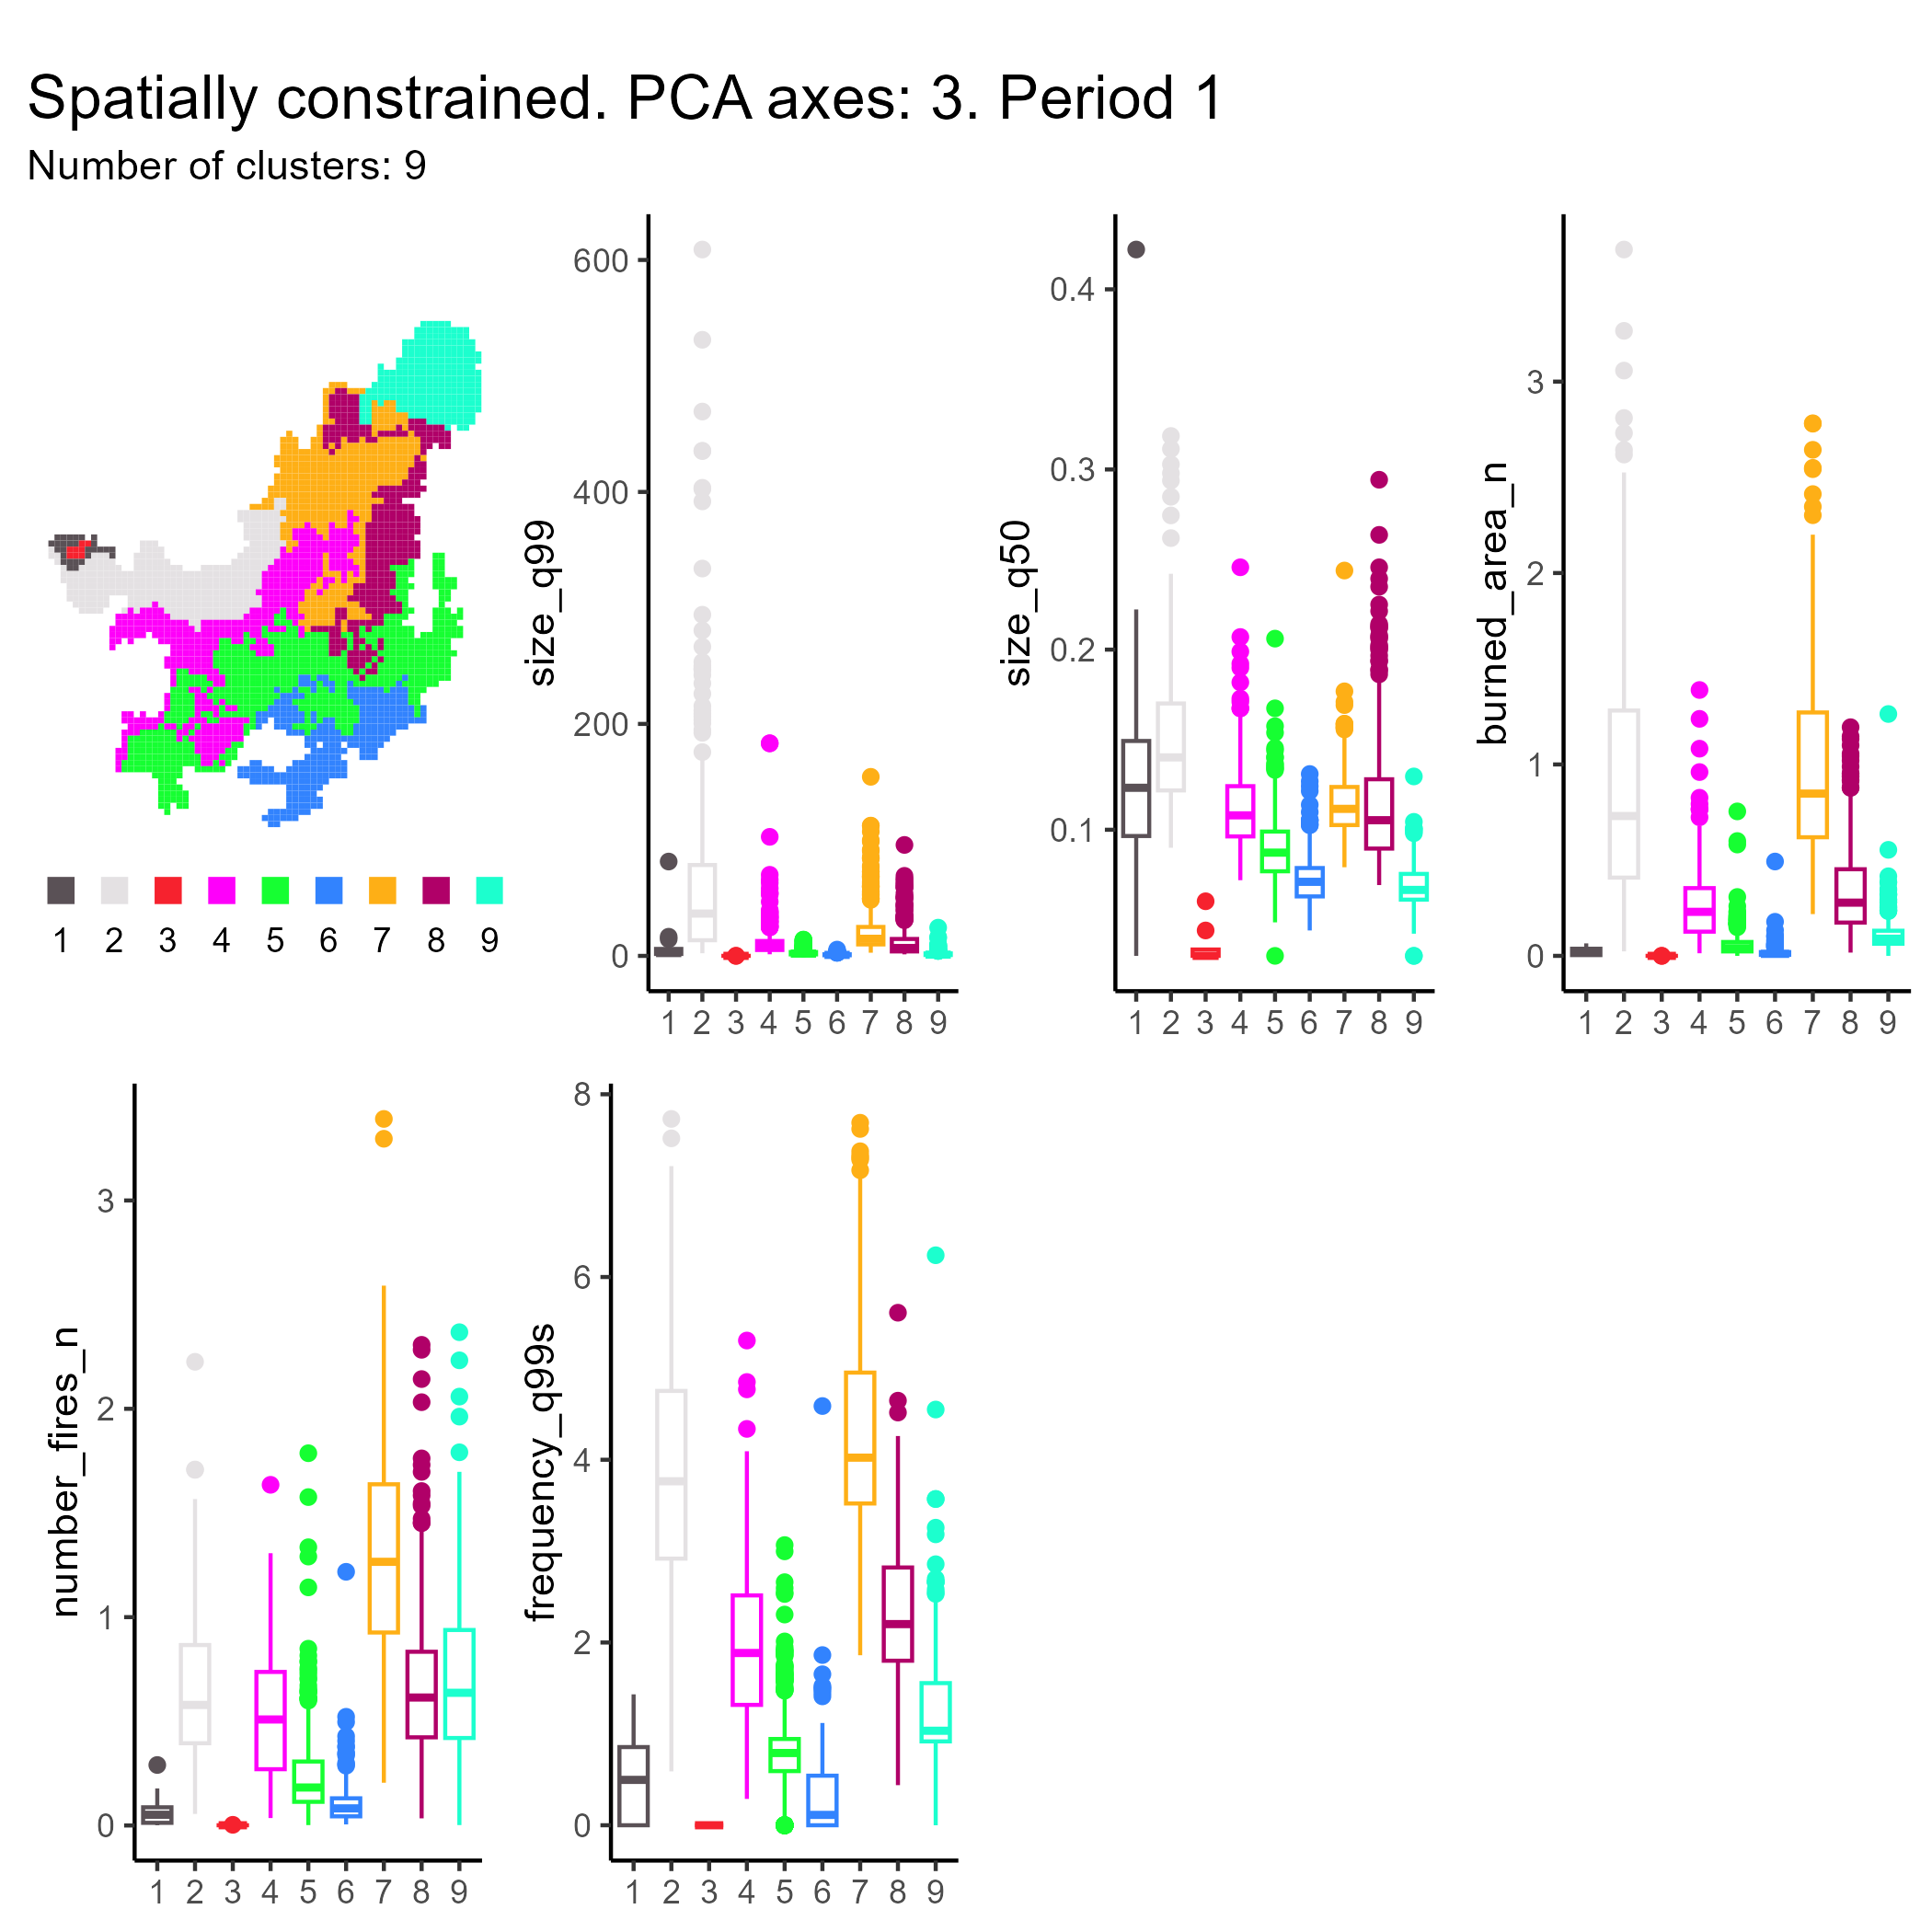 Spatially constrained. PCA axes: 3. Period 1
Number of clusters: 9
1 2 3 4 5 6 7 8 9
size_q99
600
400
200
0
1 2 3 4 5 6 7 8 9
size_q50
0.4
0.3
0.2
0.1
1 2 3 4 5 6 7 8 9
burned_area_n
3
2
1
0
1 2 3 4 5 6 7 8 9
number_fires_n
3
2
1
0
1 2 3 4 5 6 7 8 9
frequency_q99s
8
6
4
2
0
1 2 3 4 5 6 7 8 9